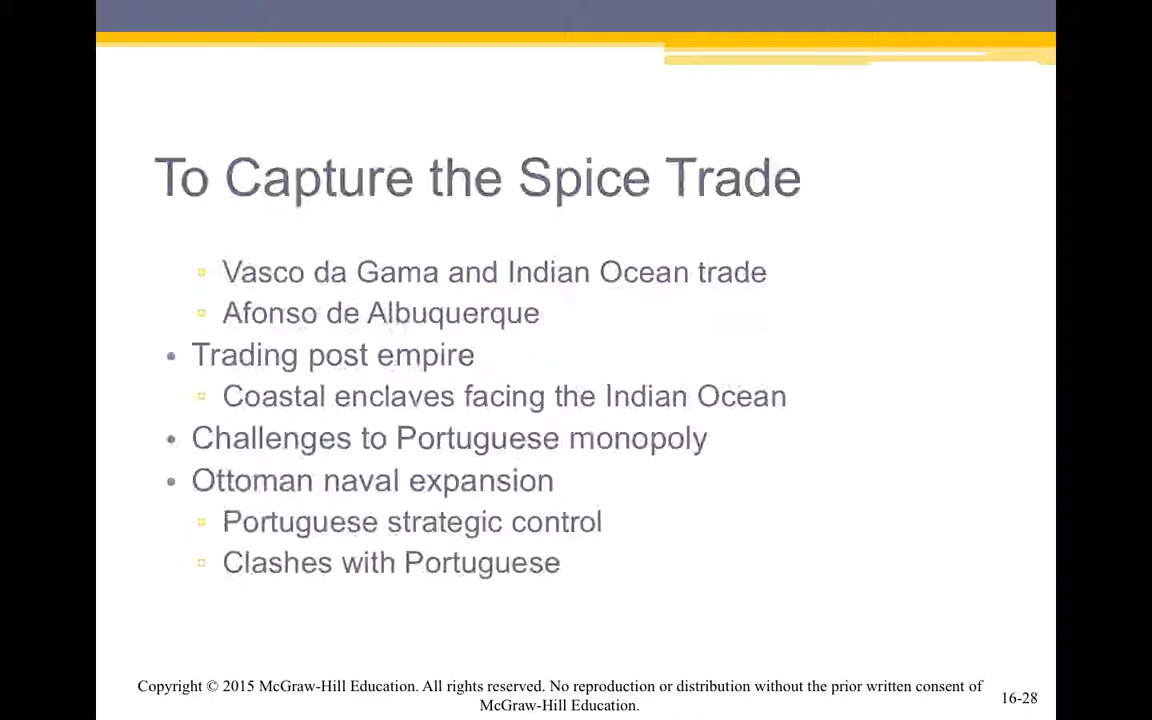 To Capture the Spice Trade
▫ Vasco da Gama and Indian Ocean trade
▫ Afonso de Albuquerque
• Trading post empire
▫ Coastal enclaves facing the Indian Ocean
• Challenges to Portuguese monopoly
• Ottoman naval expansion
▫ Portuguese strategic control
▫ Clashes with Portuguese
Copyright © 2015 McGraw-Hill Education. All rights reserved. No reproduction or distribution without the prior written consent of
McGraw-Hill Education.
16-28